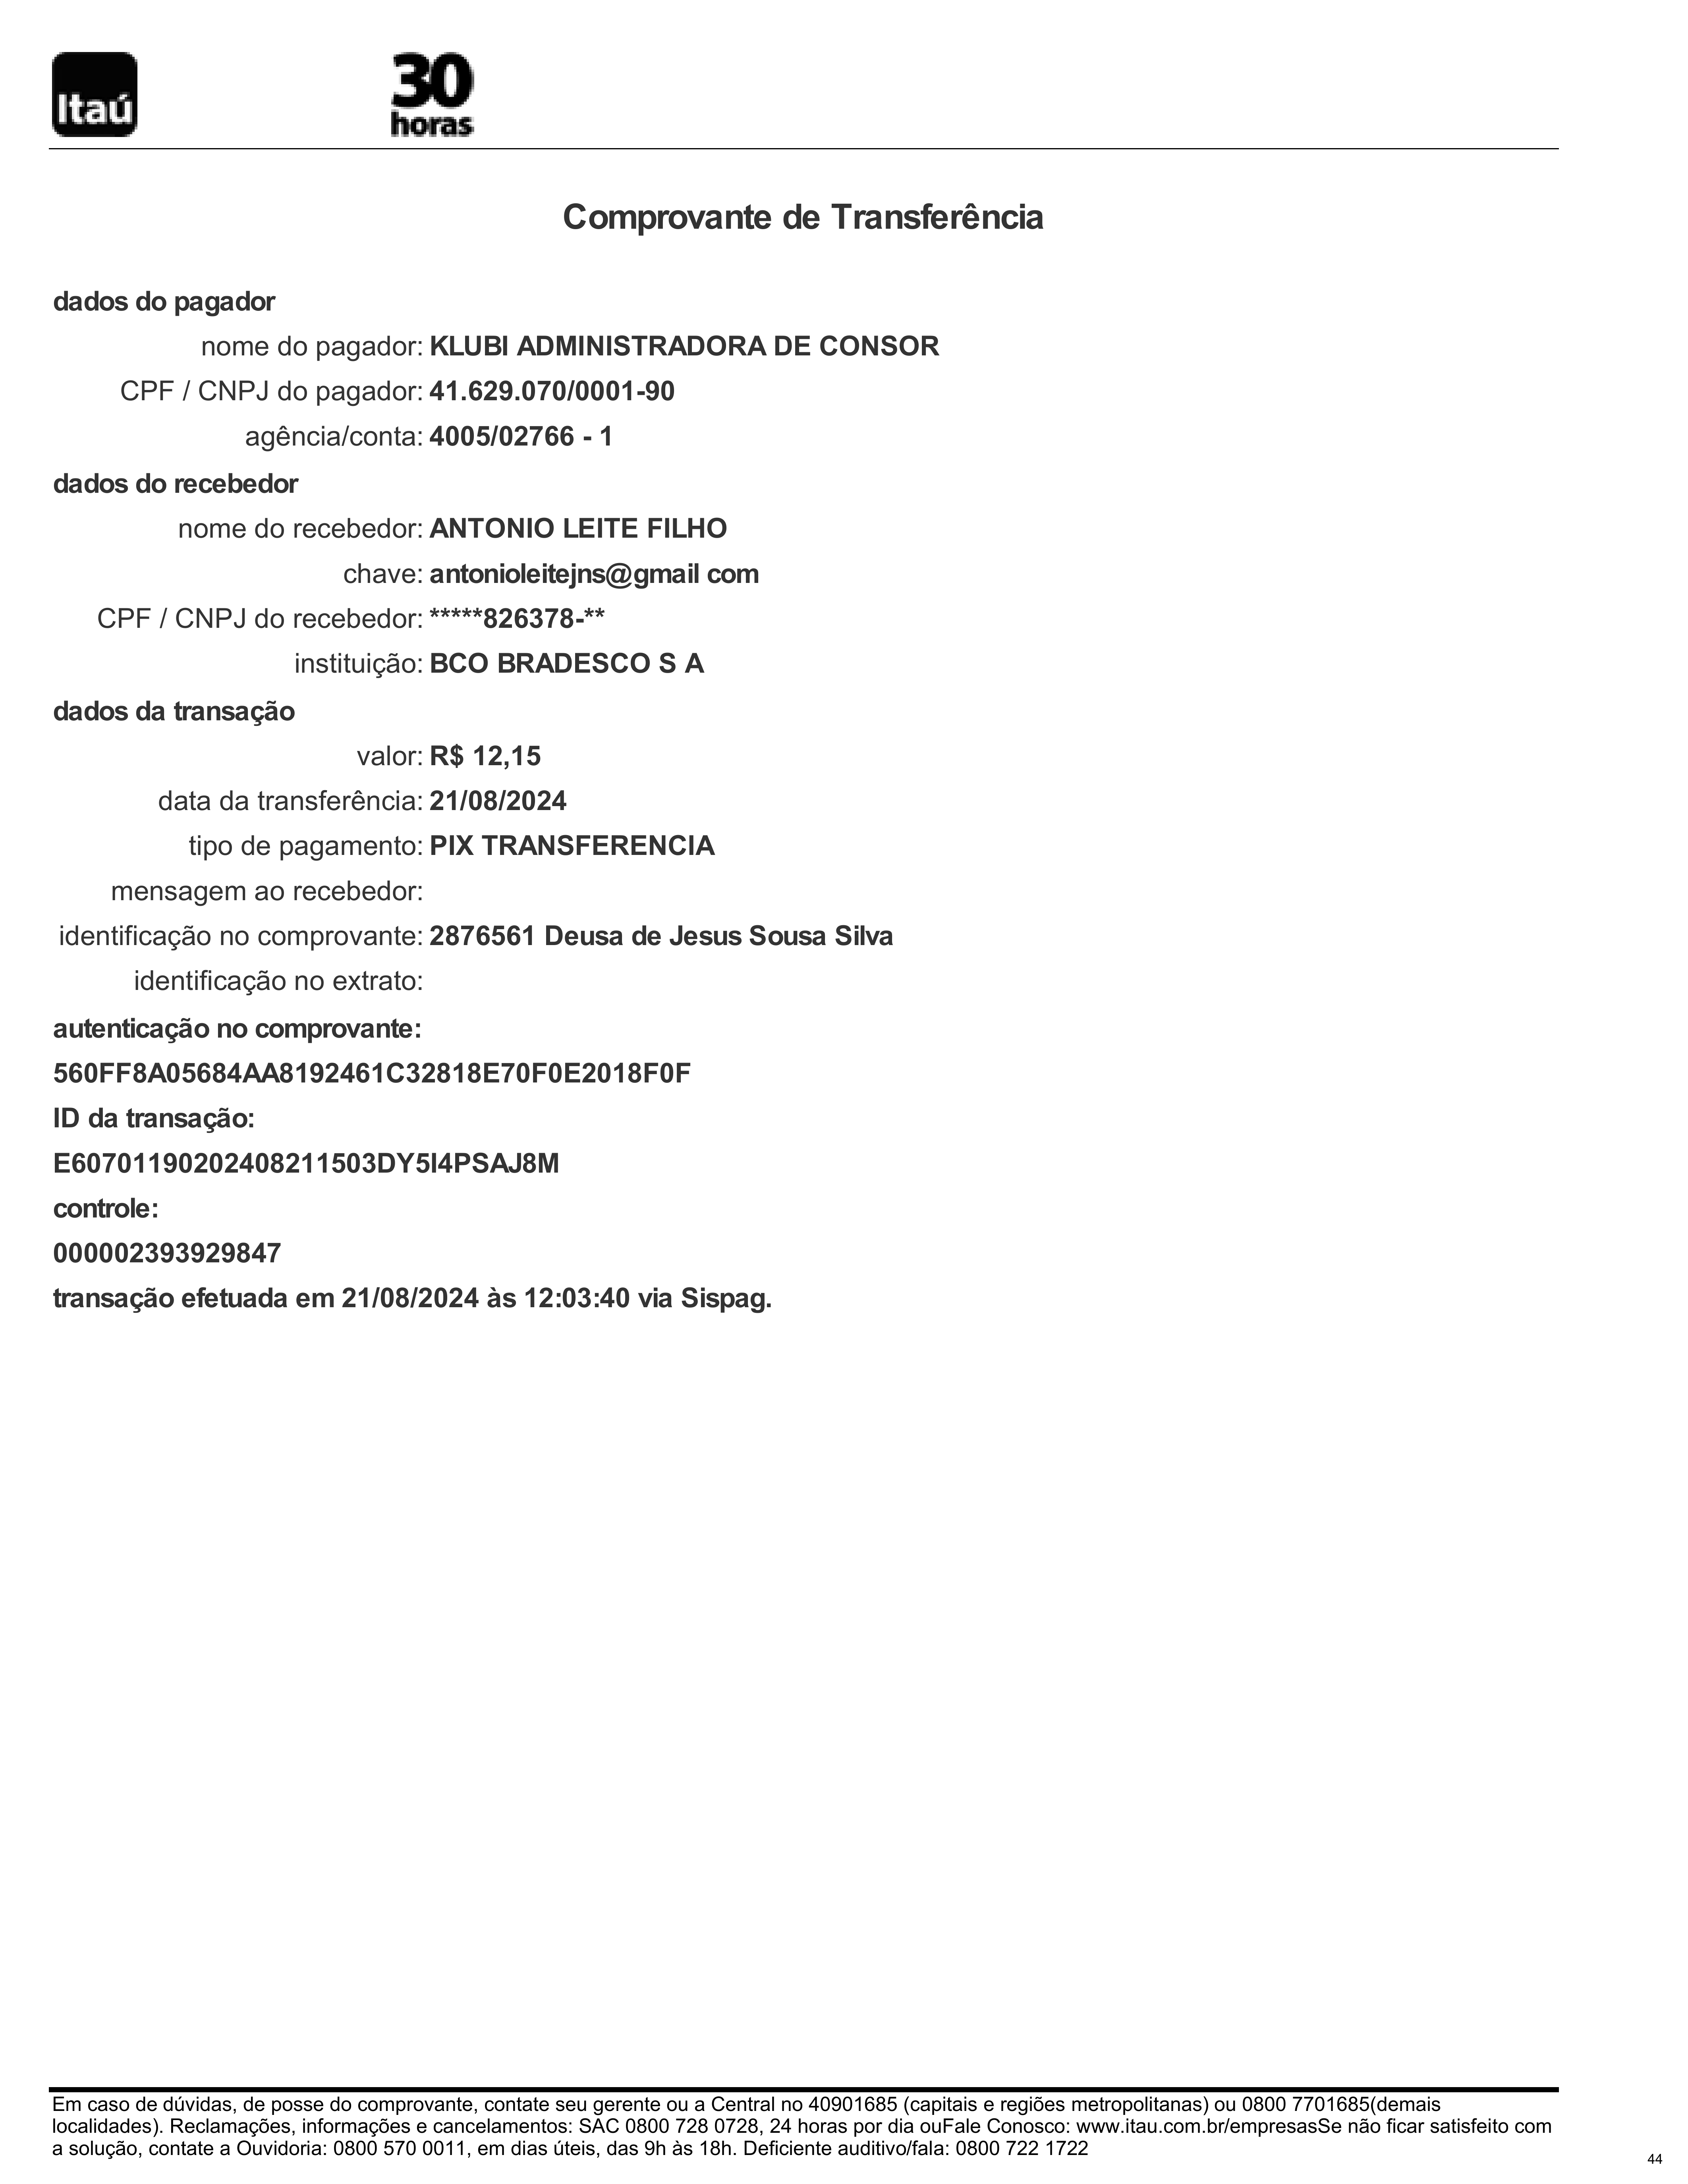 Itaú
30
horas
Comprovante de Transferência
dados do pagador
nome do pagador: KLUBI ADMINISTRADORA DE CONSOR
CPF / CNPJ do pagador: 41.629.070/0001-90
agência/conta: 4005/02766 - 1
dados do recebedor
nome do recebedor: ANTONIO LEITE FILHO
chave: antonioleitejns@gmail com
CPF / CNPJ do recebedor: *****826378-**
instituição: BCO BRADESCO S A
dados da transação
valor: R$ 12,15
data da transferência: 21/08/2024
tipo de pagamento: PIX TRANSFERENCIA
mensagem ao recebedor:
identificação no comprovante: 2876561 Deusa de Jesus Sousa Silva
identificação no extrato:
autenticação no comprovante:
560FF8A05684AA8192461C32818E70F0E2018F0F
ID da transação:
E60701190202408211503DY5I4PSAJ8M
controle:
000002393929847
transação efetuada em 21/08/2024 às 12:03:40 via Sispag.
Em caso de dúvidas, de posse do comprovante, contate seu gerente ou a Central no 40901685 (capitais e regiões metropolitanas) ou 0800 7701685(demais
localidades). Reclamações, informações e cancelamentos: SAC 0800 728 0728, 24 horas por dia ouFale Conosco: www.itau.com.br/empresasSe não ficar satisfeito com
a solução, contate a Ouvidoria: 0800 570 0011, em dias úteis, das 9h às 18h. Deficiente auditivo/fala: 0800 722 1722
44